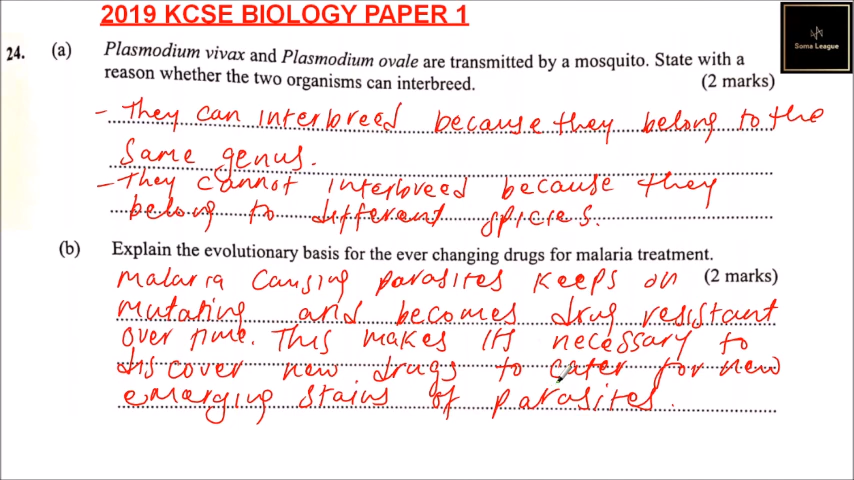 2019 KCSE BIOLOGY PAPER 1
Soma League
24. (a) Plasmodium vivax and Plasmodium ovale are transmitted by a mosquito. State with a
reason whether the two organisms can interbreed. (2 marks)
- They can interbreed because they belong to the
same genus.
- They cannot interbreed because they
belong to different spicies.
(b) Explain the evolutionary basis for the ever changing drugs for malaria treatment.
(2 marks)
Malaria causing parasites keeps on
mutating and becomes drug resistant
over time. This makes it's necessary to
discover new drugs to cater for new
emerging stains of parasites.